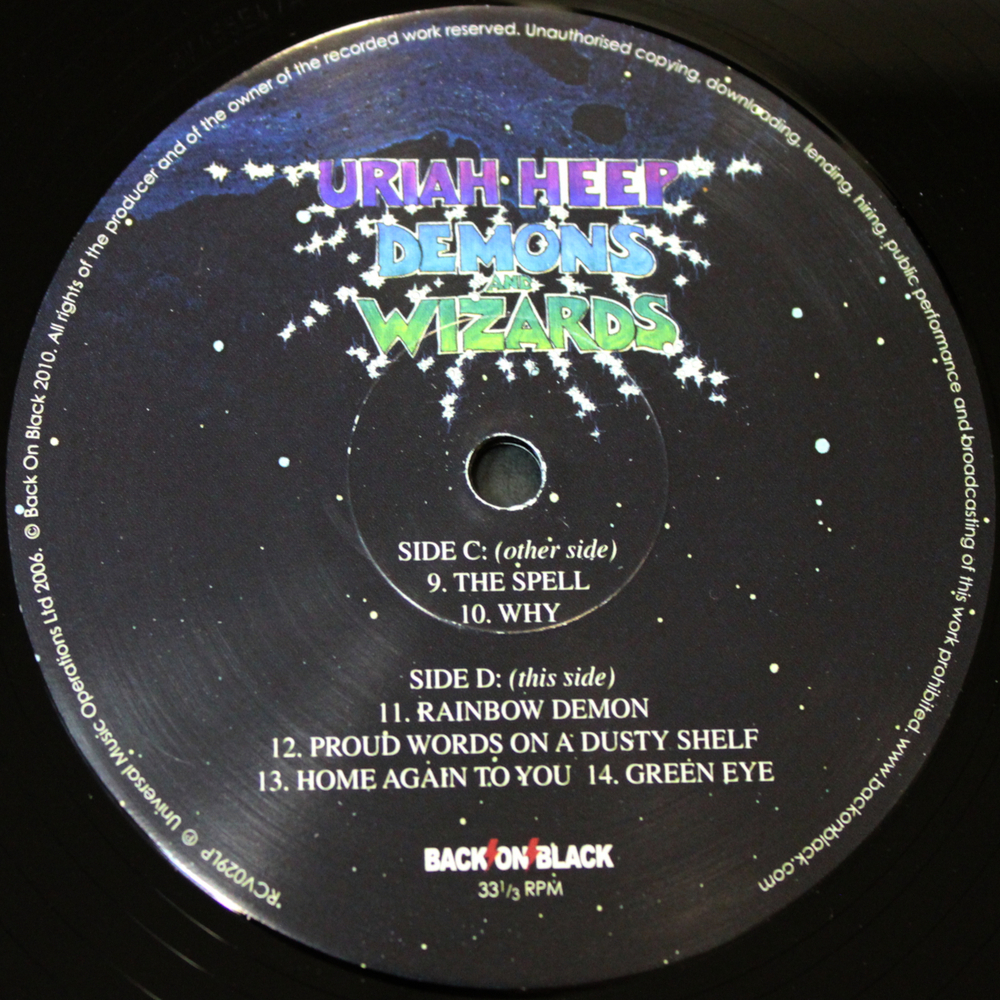 URIAH HEEP
DEMONS
AND
WIZARDS
SIDE C: (other side)
9. THE SPELL
10. WHY
SIDE D: (this side)
11. RAINBOW DEMON
12. PROUD WORDS ON A DUSTY SHELF
13. HOME AGAIN TO YOU 14. GREEN EYE
BACK ON BLACK
33 1/3 RPM
*RCV029LP ℗ Universal Music Operations Ltd 2006. © Back On Black 2010. All rights of the producer and of the owner of the recorded work reserved. Unauthorised copying, downloading, lending, hiring, public performance and broadcasting of this work prohibited. www.backonblack.com